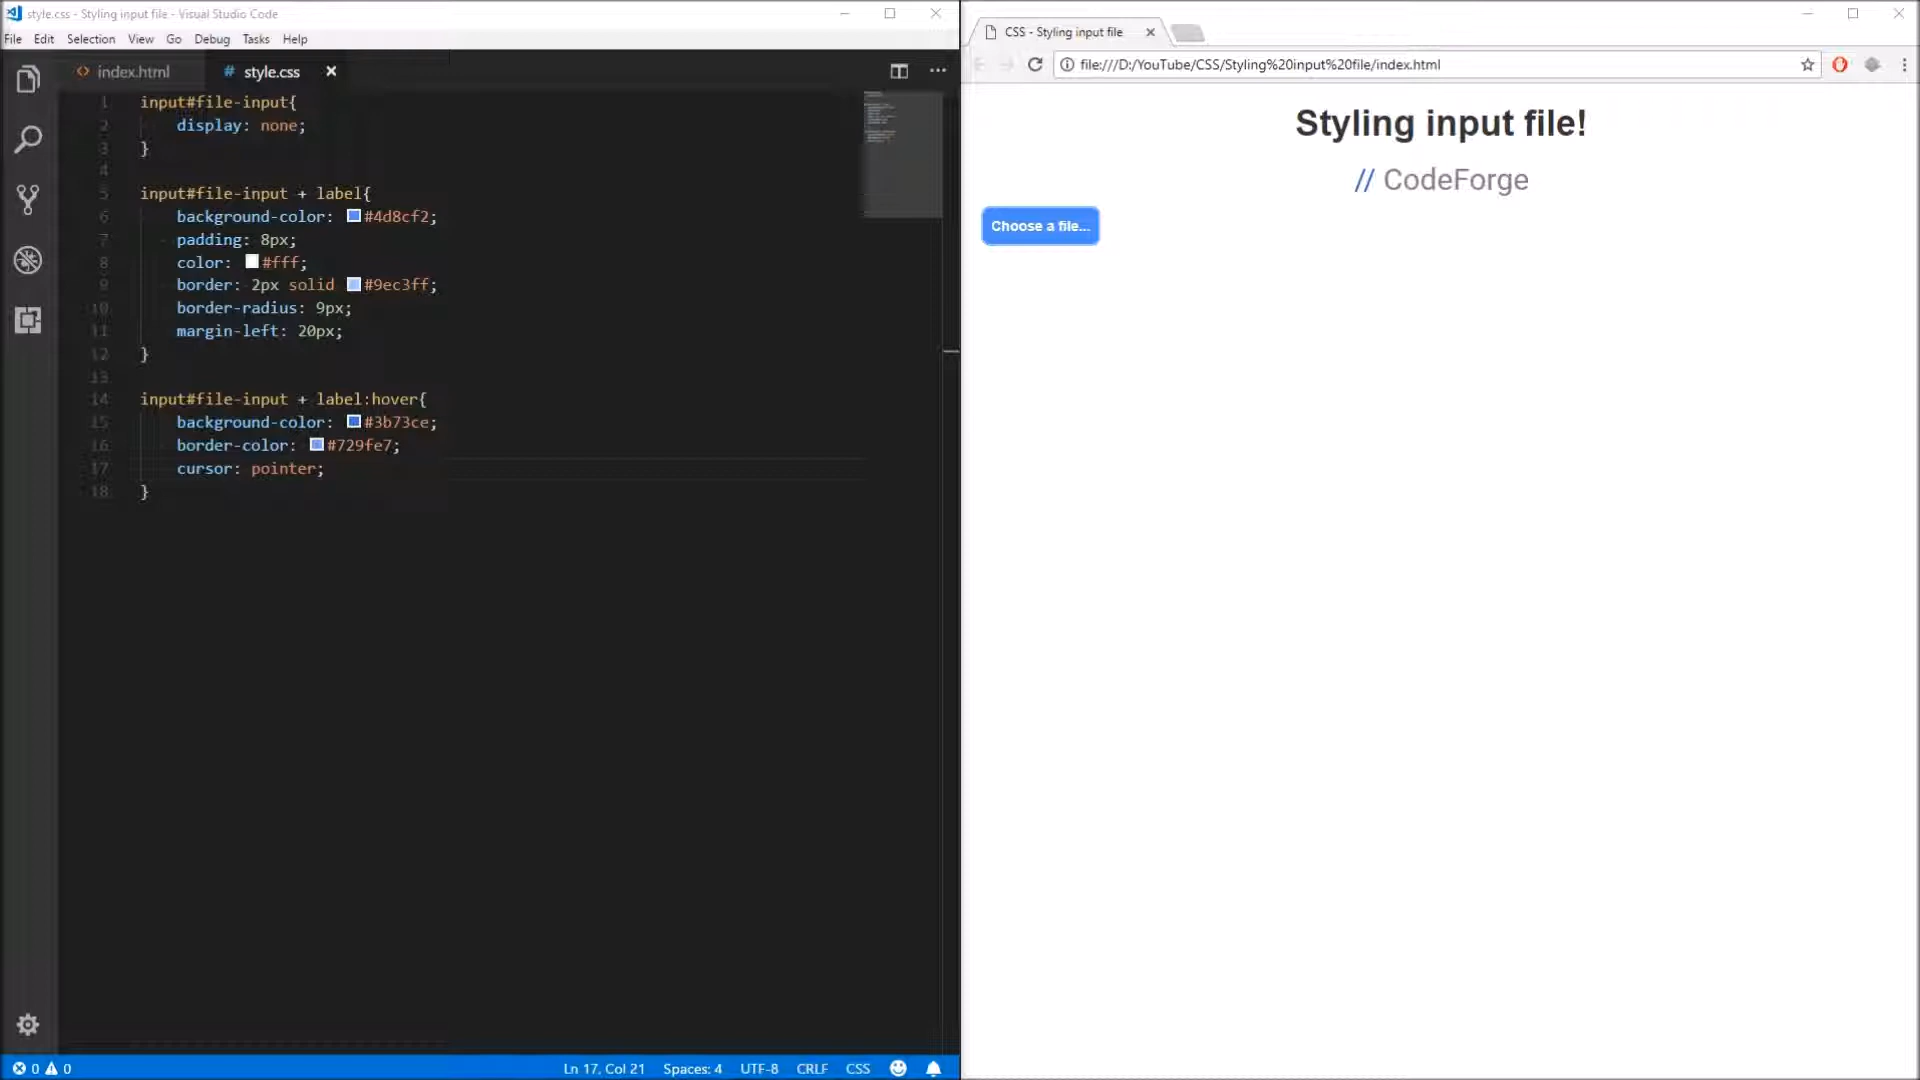 style.css - Styling input file - Visual Studio Code
File Edit Selection View Go Debug Tasks Help
index.html
# style.css
1 input#file-input{
2 display: none;
3 }
4
5 input#file-input + label{
6 background-color: #4d8cf2;
7 padding: 8px;
8 color: #fff;
9 border: 2px solid #9ec3ff;
10 border-radius: 9px;
11 margin-left: 20px;
12 }
13
14 input#file-input + label:hover{
15 background-color: #3b73ce;
16 border-color: #729fe7;
17 cursor: pointer;
18 }
0 0 Ln 17, Col 21 Spaces: 4 UTF-8 CRLF CSS
CSS - Styling input file
file:///D:/YouTube/CSS/Styling%20input%20file/index.html
Styling input file!
// CodeForge
Choose a file...